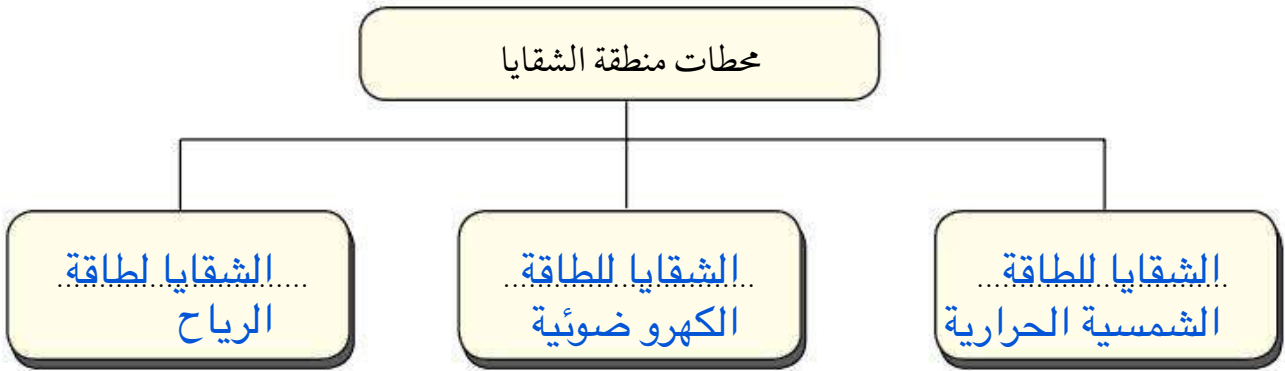 محطات منطقة الشقايا
الشقايا للطاقة
الشمسية الحرارية
الشقايا للطاقة
الكهرو ضوئية
الشقايا لطاقة
الرياح